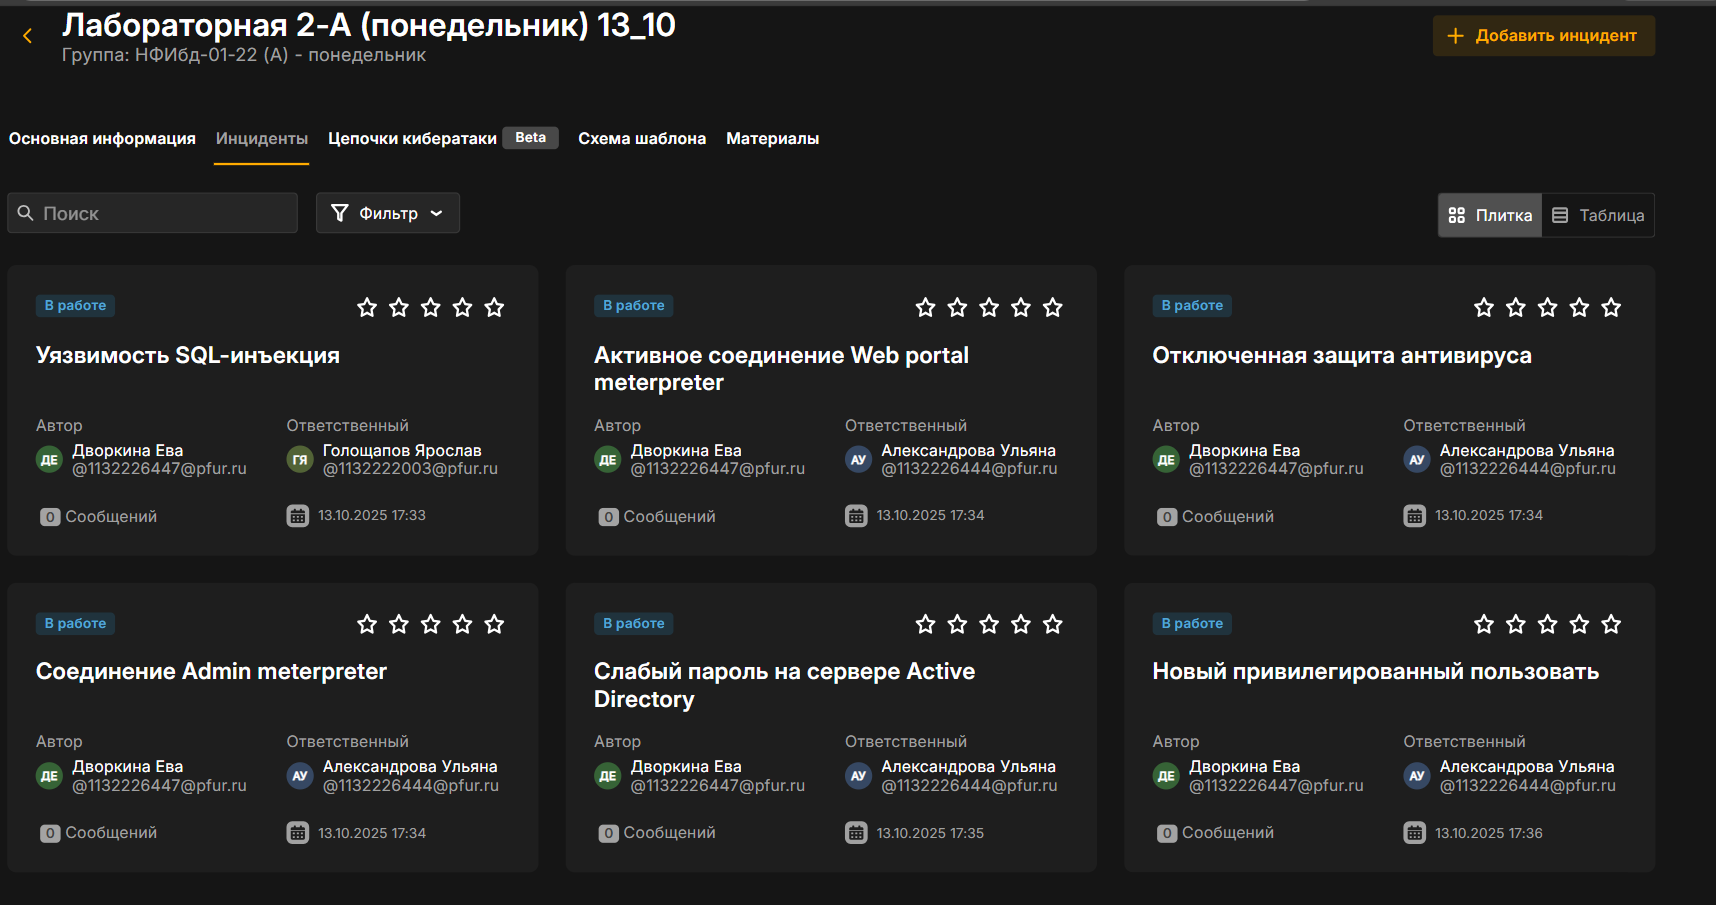 Лабораторная 2-А (понедельник) 13_10
Группа: НФИбд-01-22 (А) - понедельник
Добавить инцидент
Основная информация Инциденты Цепочки кибератаки Beta Схема шаблона Материалы
Поиск Фильтр Плитка Таблица
В работе
Уязвимость SQL-инъекция
Автор Ответственный
ДЕ Дворкина Ева ГЯ Голощапов Ярослав
@1132226447@pfur.ru @1132222003@pfur.ru
0 Сообщений 13.10.2025 17:33
В работе
Активное соединение Web portal
meterpreter
Автор Ответственный
ДЕ Дворкина Ева АУ Александрова Ульяна
@1132226447@pfur.ru @1132226444@pfur.ru
0 Сообщений 13.10.2025 17:34
В работе
Отключенная защита антивируса
Автор Ответственный
ДЕ Дворкина Ева АУ Александрова Ульяна
@1132226447@pfur.ru @1132226444@pfur.ru
0 Сообщений 13.10.2025 17:34
В работе
Соединение Admin meterpreter
Автор Ответственный
ДЕ Дворкина Ева АУ Александрова Ульяна
@1132226447@pfur.ru @1132226444@pfur.ru
0 Сообщений 13.10.2025 17:34
В работе
Слабый пароль на сервере Active
Directory
Автор Ответственный
ДЕ Дворкина Ева АУ Александрова Ульяна
@1132226447@pfur.ru @1132226444@pfur.ru
0 Сообщений 13.10.2025 17:35
В работе
Новый привилегированный пользовать
Автор Ответственный
ДЕ Дворкина Ева АУ Александрова Ульяна
@1132226447@pfur.ru @1132226444@pfur.ru
0 Сообщений 13.10.2025 17:36